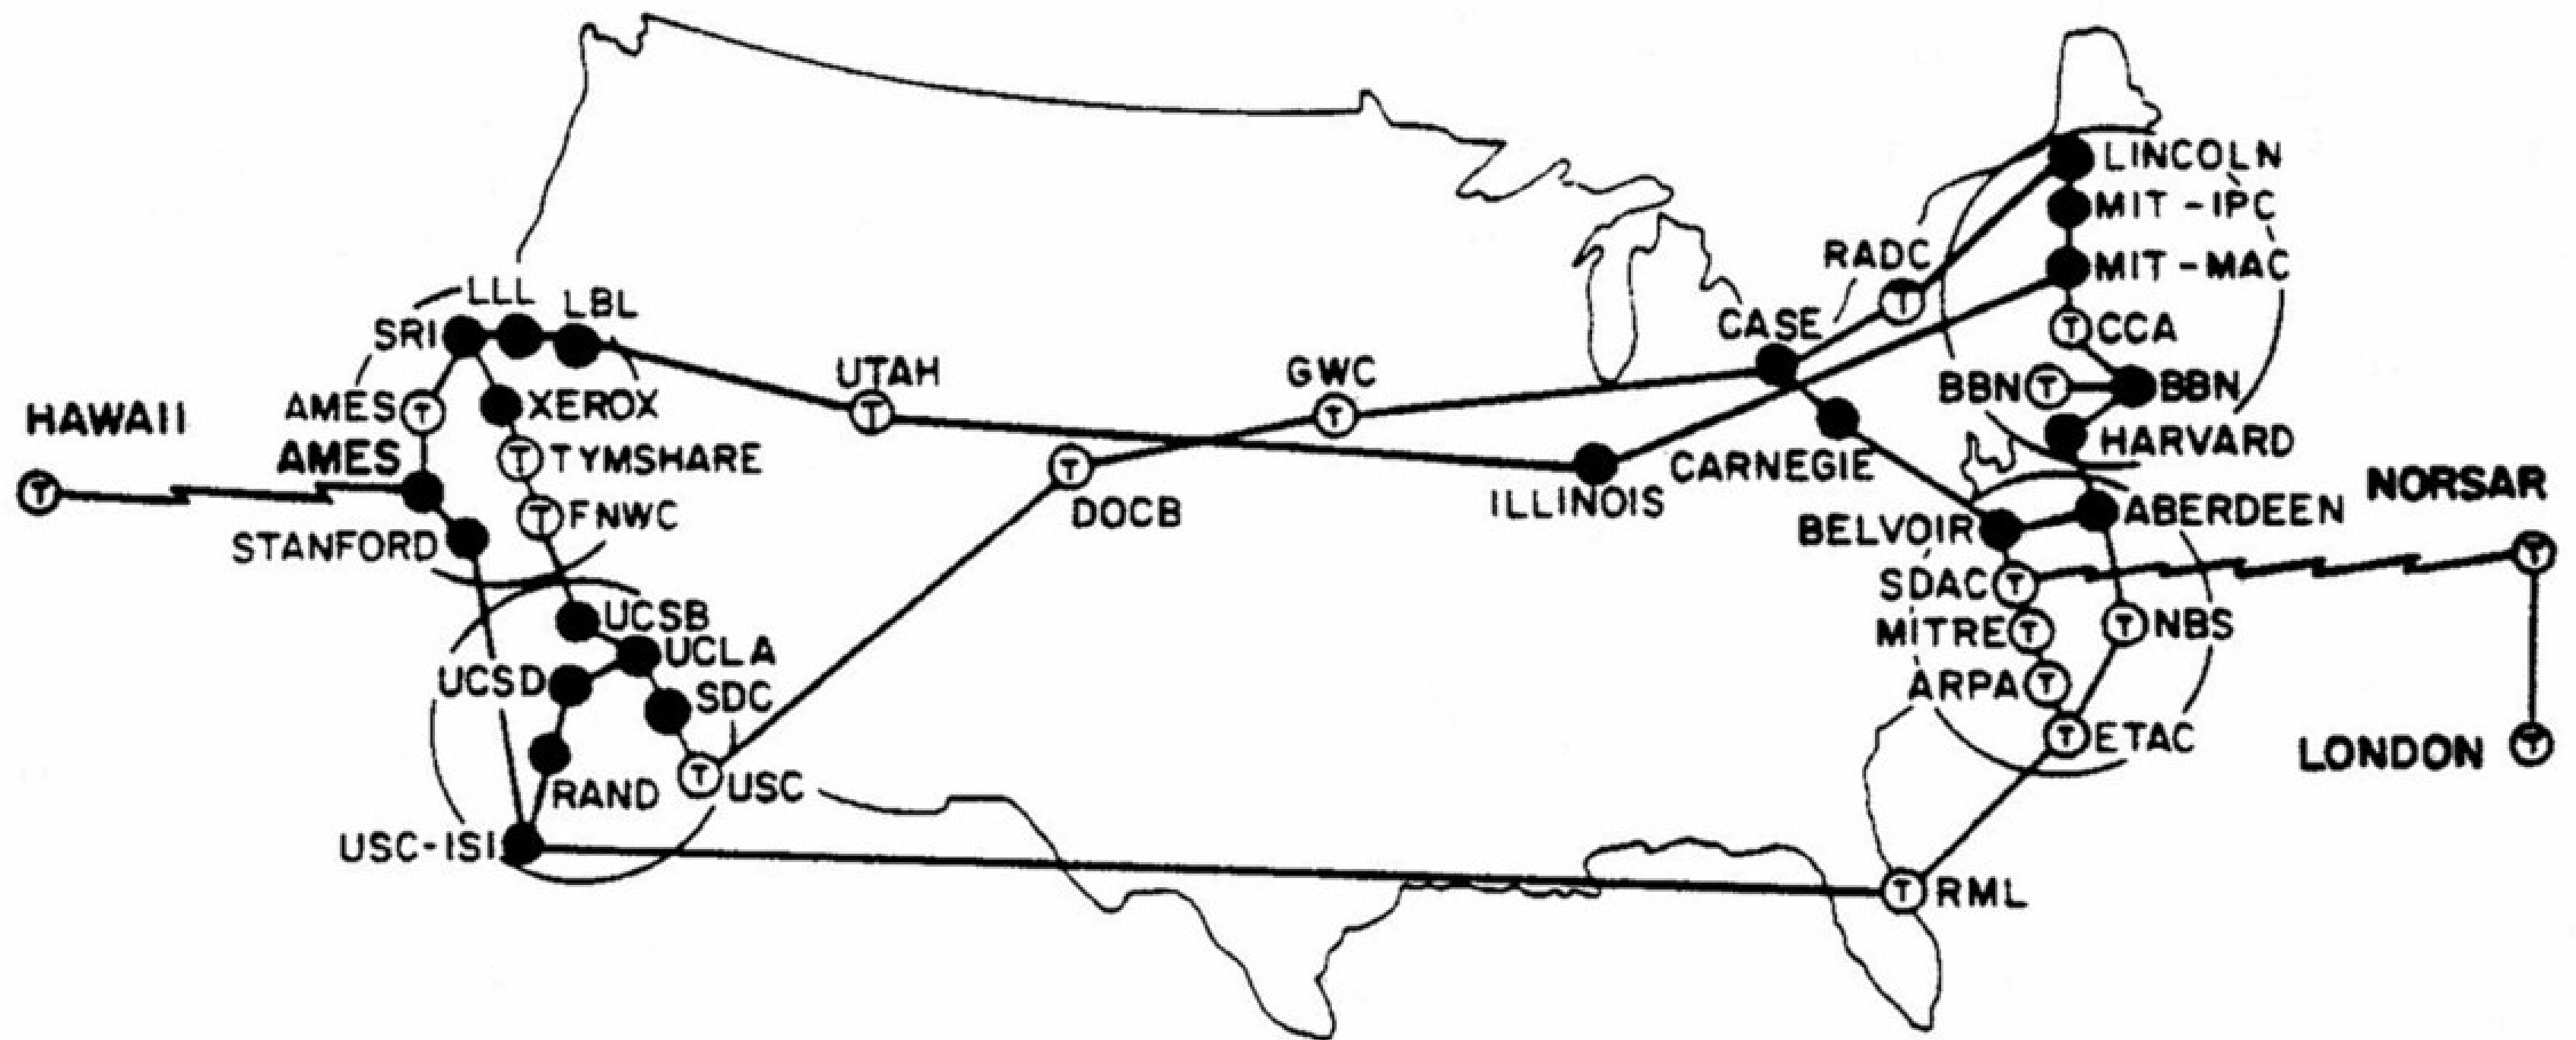 LINCOLN
MIT-IPC
RADC
MIT-MAC
LLL
LBL
SRI
CASE
CCA
UTAH
GWC
AMES T
XEROX
T
BBN T
BBN
HAWAII
AMES
T TYMSHARE
T
T
T
T
HARVARD
CARNEGIE
NORSAR
T
DOCB
ILLINOIS
T FNWC
STANFORD
BELVOIR
ABERDEEN
T
SDAC T
UCSB
MITRE T
T NBS
UCLA
UCSD
SDC
ARPA T
T ETAC
LONDON T
RAND
T USC
USC-ISI
T RML